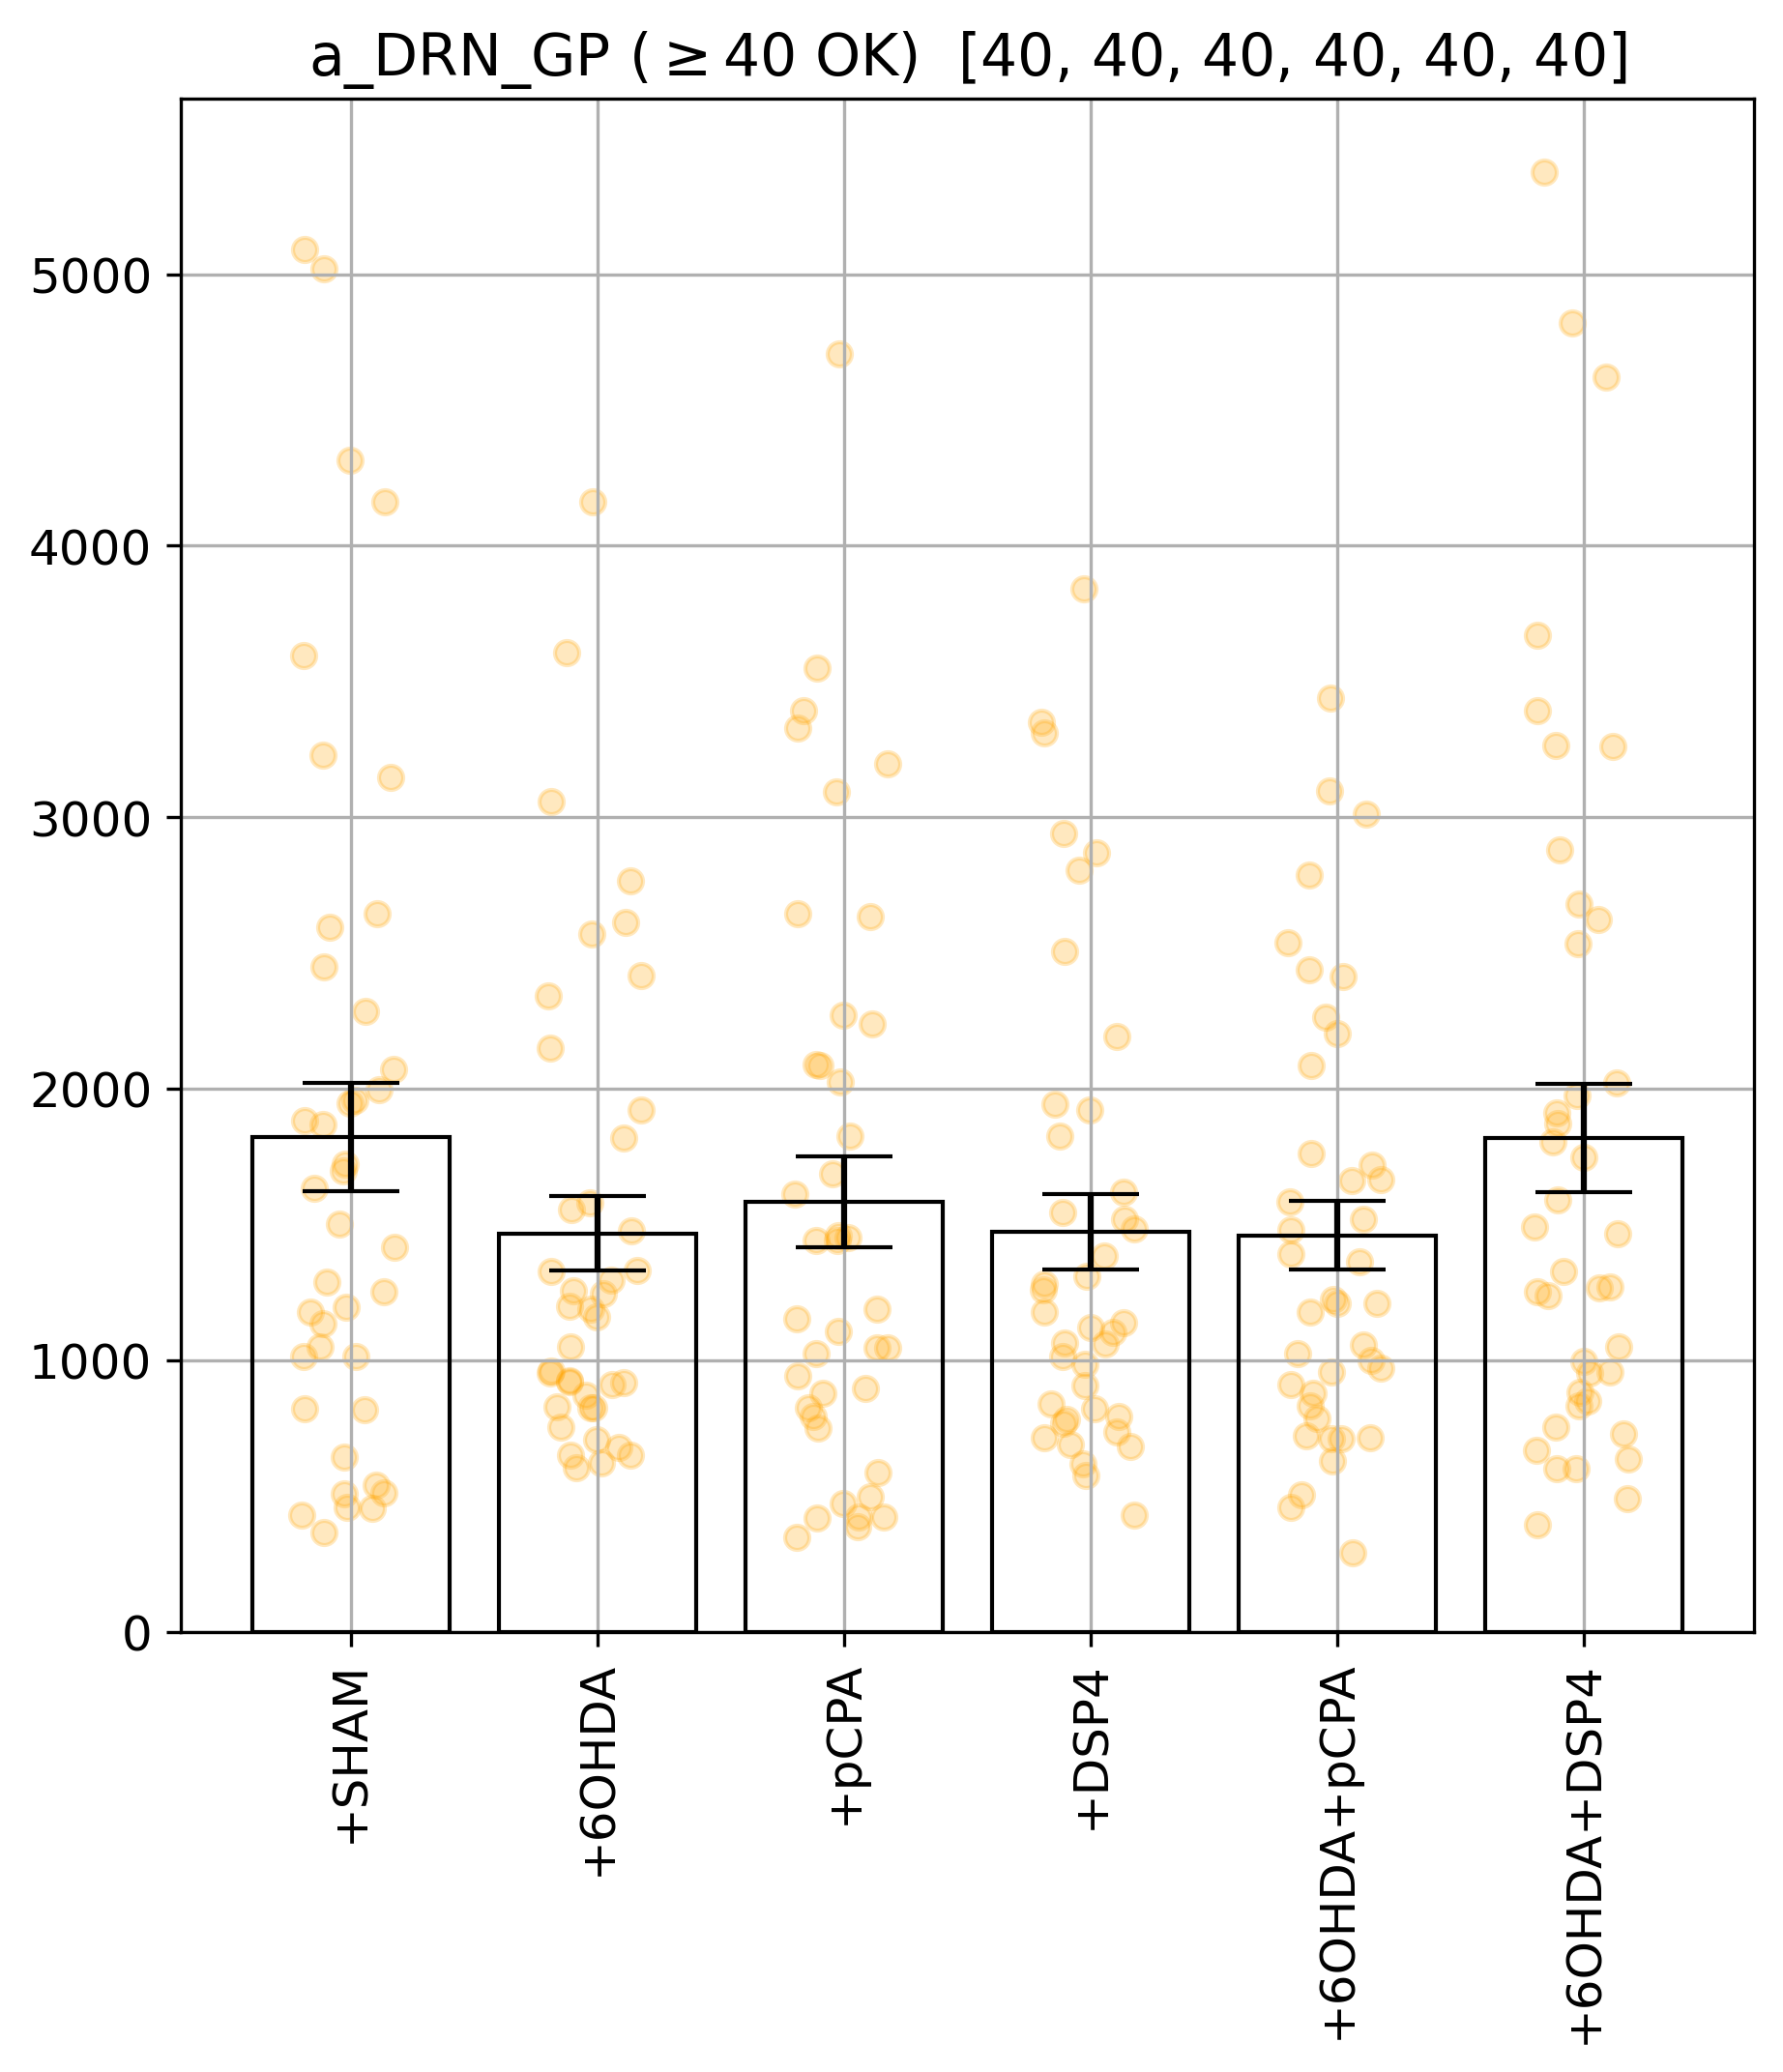 a_DRN_GP (≥40 OK) [40, 40, 40, 40, 40, 40]
5000
4000
3000
2000
1000
0
+SHAM
+6OHDA
+pCPA
+DSP4
+6OHDA+pCPA
+6OHDA+DSP4